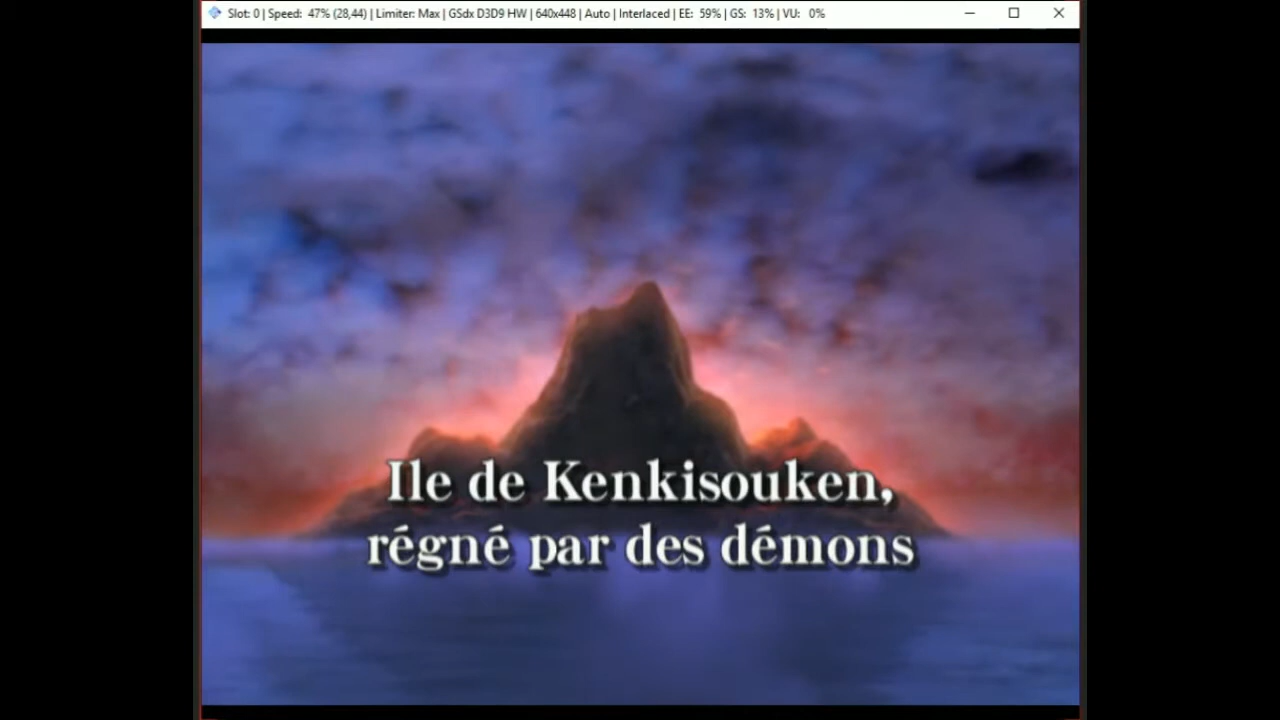 Slot: 0 | Speed: 47% (28,44) | Limiter: Max | GSdx D3D9 HW | 640x448 | Auto | Interlaced | EE: 59% | GS: 13% | VU: 0%
Ile de Kenkisouken,
régné par des démons